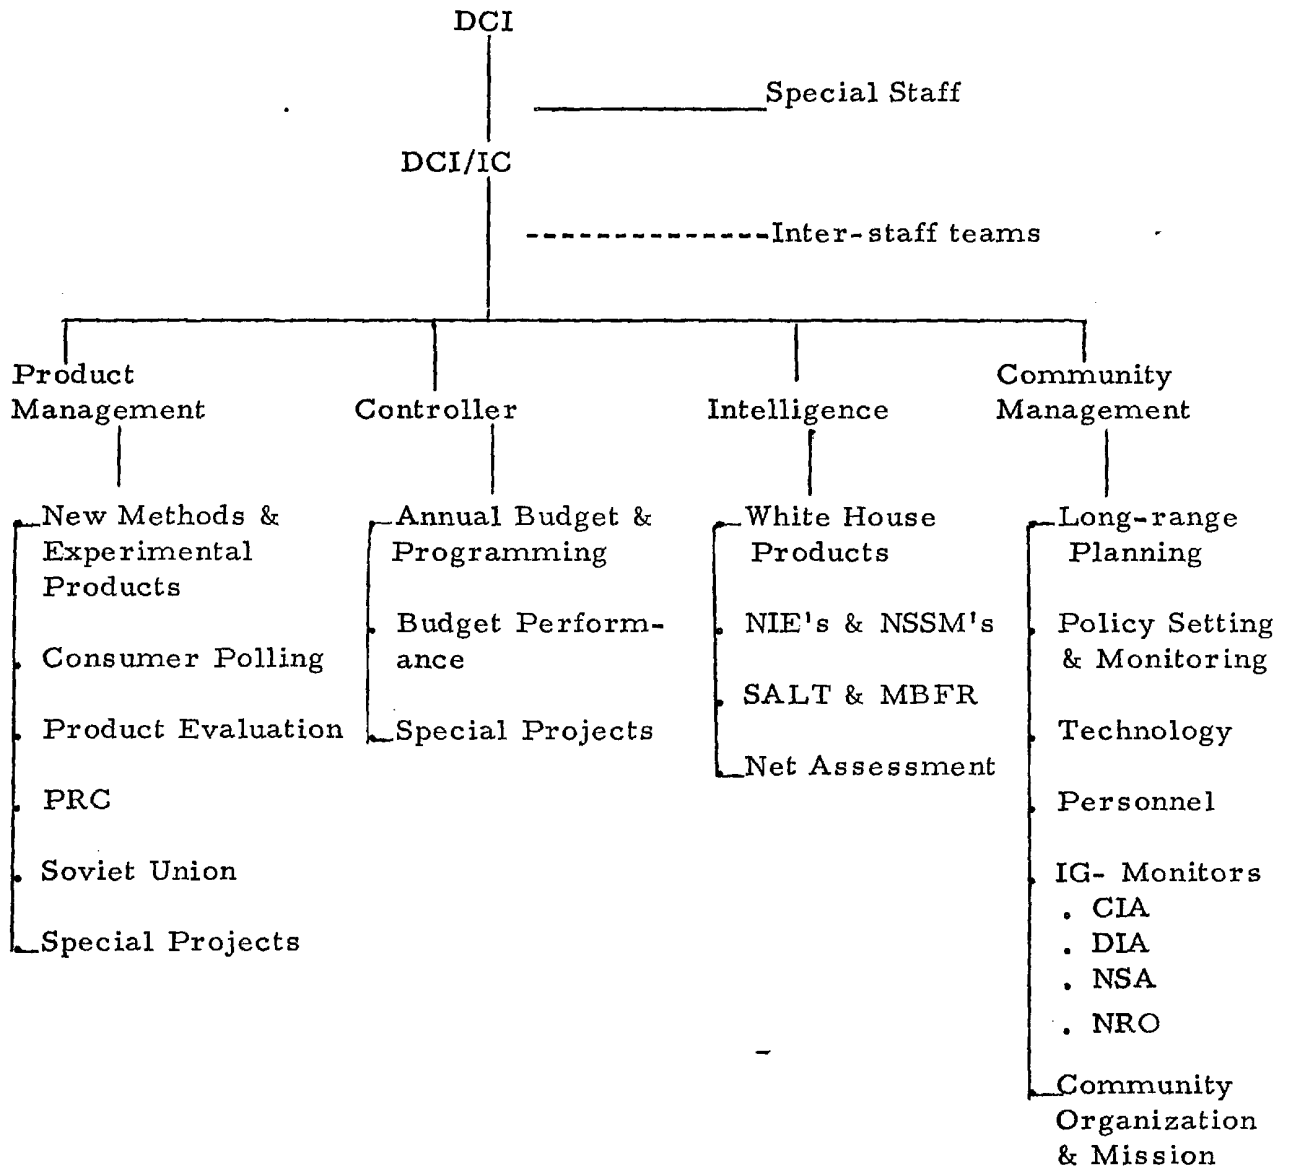 DCI
Special Staff
DCI/IC
Inter-staff teams
Product
Management
Controller
Intelligence
Community
Management
New Methods &
Experimental
Products
Consumer Polling
Product Evaluation
PRC
Soviet Union
Special Projects
Annual Budget &
Programming
Budget Perform-
ance
Special Projects
White House
Products
NIE's & NSSM's
SALT & MBFR
Net Assessment
Long-range
Planning
Policy Setting
& Monitoring
Technology
Personnel
IG- Monitors
. CIA
. DIA
. NSA
. NRO
Community
Organization
& Mission